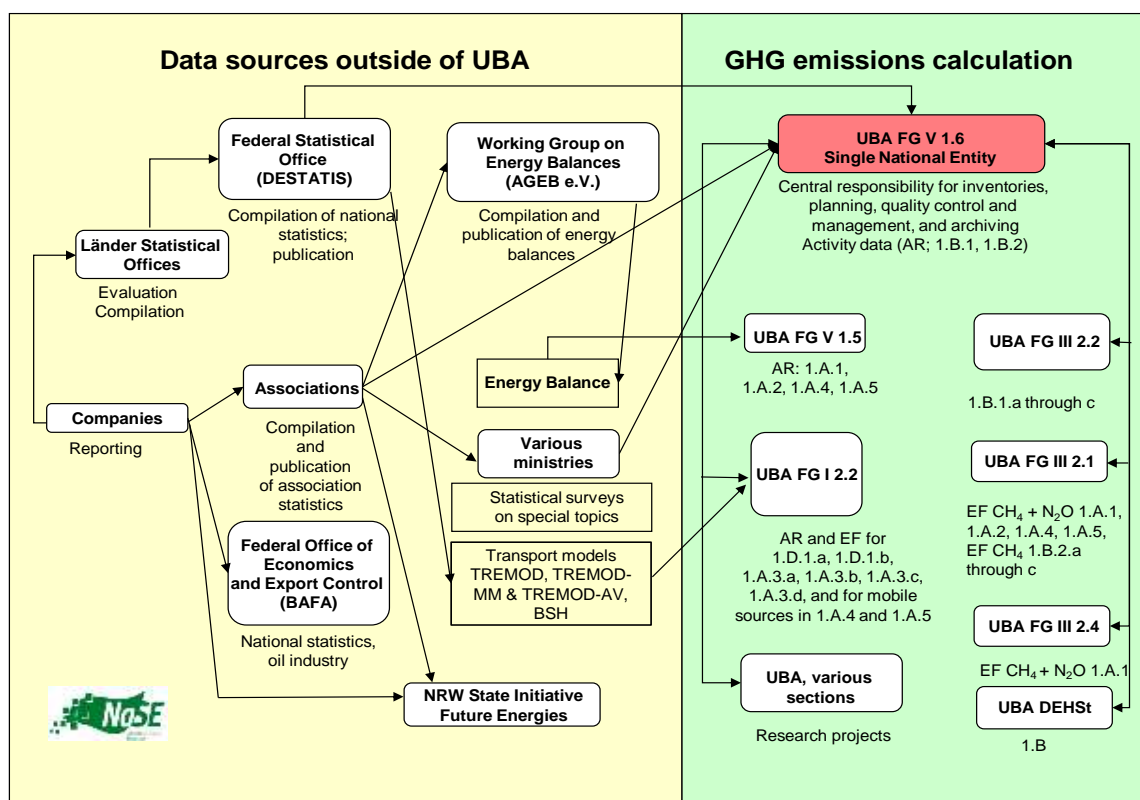 Data sources outside of UBA
GHG emissions calculation
Federal Statistical
Office
(DESTATIS)
Compilation of national
statistics;
publication
Working Group on
Energy Balances
(AGEB e.V.)
Compilation and
publication of energy
balances
UBA FG V 1.6
Single National Entity
Central responsibility for inventories,
planning, quality control and
management, and archiving
Activity data (AR; 1.B.1, 1.B.2)
Länder Statistical
Offices
Evaluation
Compilation
UBA FG V 1.5
AR: 1.A.1,
1.A.2, 1.A.4, 1.A.5
UBA FG III 2.2
1.B.1.a through c
Associations
Compilation
and
publication
of association
statistics
Energy Balance
Companies
Reporting
Various
ministries
Statistical surveys
on special topics
UBA FG I 2.2
AR and EF for
1.D.1.a, 1.D.1.b,
1.A.3.a, 1.A.3.b, 1.A.3.c,
1.A.3.d, and for mobile
sources in 1.A.4 and 1.A.5
UBA FG III 2.1
EF CH₄ + N₂O 1.A.1,
1.A.2, 1.A.4, 1.A.5,
EF CH₄ 1.B.2.a
through c
Federal Office of
Economics
and Export Control
(BAFA)
National statistics,
oil industry
Transport models
TREMOD, TREMOD-
MM & TREMOD-AV,
BSH
UBA FG III 2.4
EF CH₄ + N₂O 1.A.1
NRW State Initiative
Future Energies
UBA, various
sections
Research projects
UBA DEHSt
1.B
NaSE